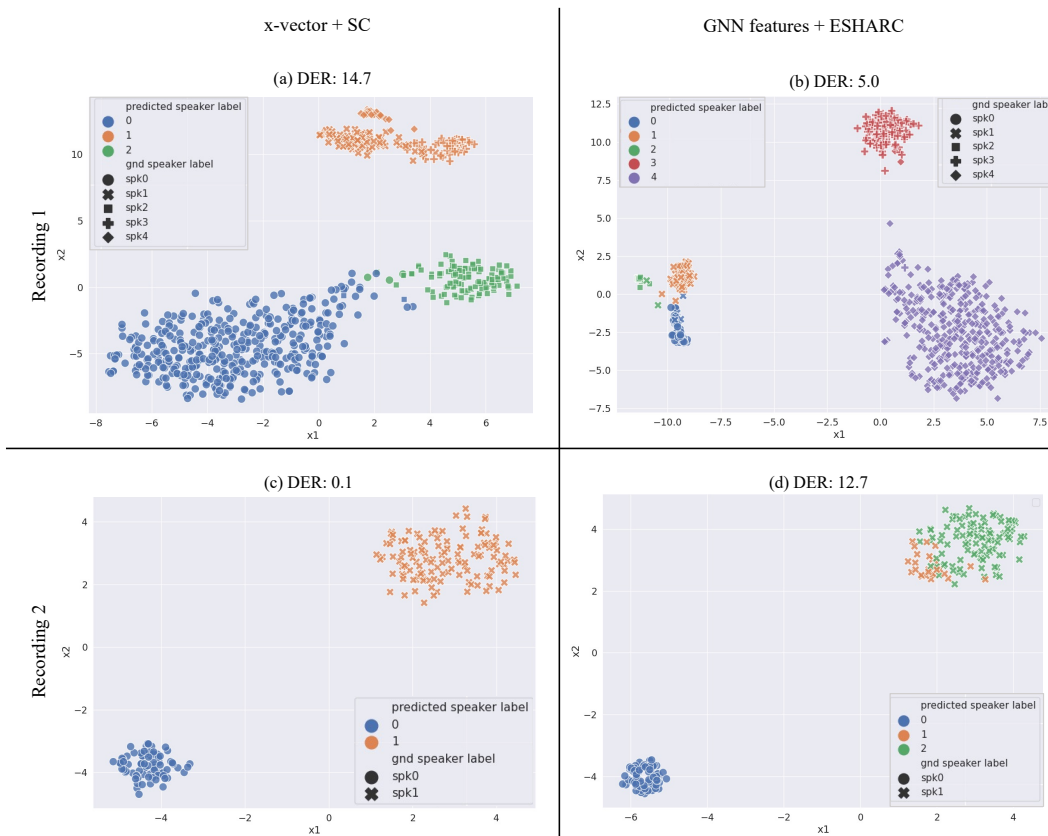 x-vector + SC
GNN features + ESHARC
Recording 1
(a) DER: 14.7
predicted speaker label
0
1
2
gnd speaker label
spk0
spk1
spk2
spk3
spk4
10
5
0
−5
x2
−8
−6
−4
−2
0
2
4
6
x1
(b) DER: 5.0
predicted speaker label
0
1
2
3
4
gnd speaker label
spk0
spk1
spk2
spk3
spk4
12.5
10.0
7.5
5.0
2.5
0.0
−2.5
−5.0
−7.5
x2
−10.0
−7.5
−5.0
−2.5
0.0
2.5
5.0
7.5
x1
Recording 2
(c) DER: 0.1
4
2
0
−2
−4
x2
predicted speaker label
0
1
gnd speaker label
spk0
spk1
−4
−2
0
2
4
x1
(d) DER: 12.7
4
2
0
−2
−4
x2
predicted speaker label
0
1
2
gnd speaker label
spk0
spk1
−6
−4
−2
0
2
4
x1